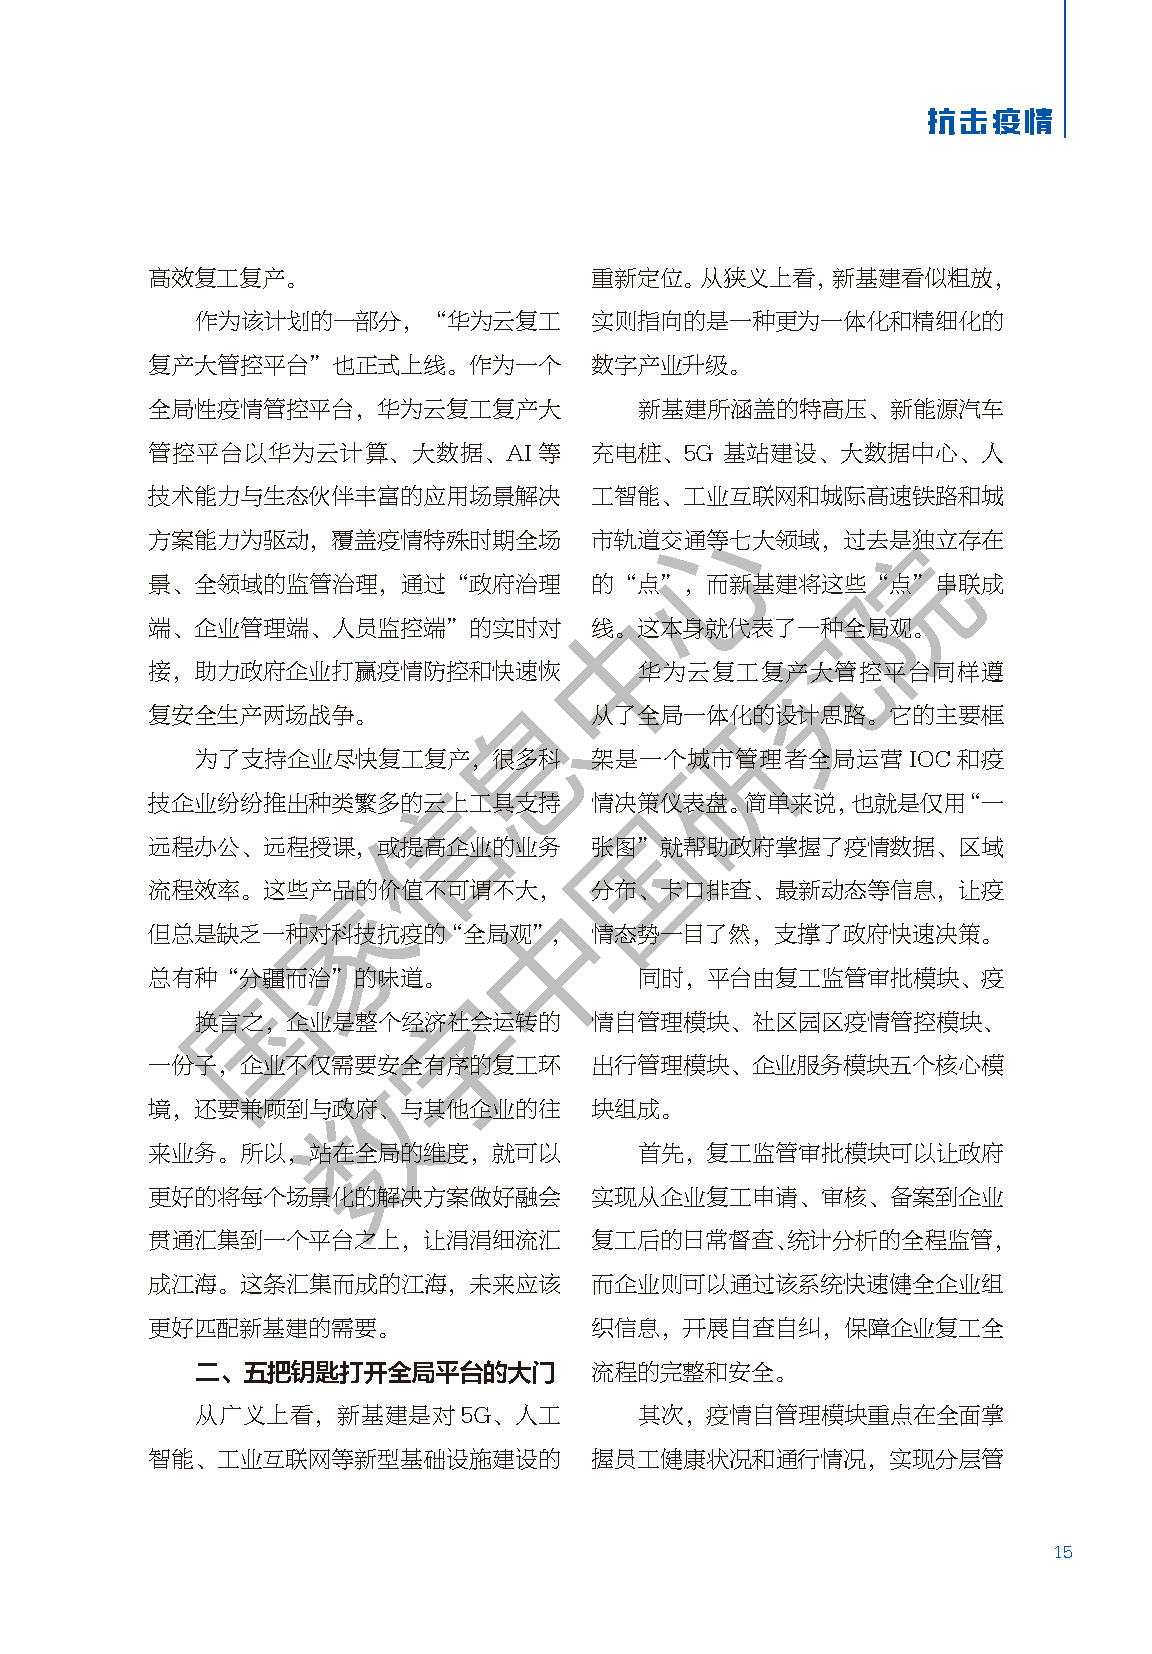 抗击疫情
高效复工复产。
作为该计划的一部分，“华为云复工
复产大管控平台”也正式上线。作为一个
全局性疫情管控平台，华为云复工复产大
管控平台以华为云计算、大数据、AI 等
技术能力与生态伙伴丰富的应用场景解决
方案能力为驱动，覆盖疫情特殊时期全场
景、全领域的监管治理，通过“政府治理
端、企业管理端、人员监控端”的实时对
接，助力政府企业打赢疫情防控和快速恢
复安全生产两场战争。
为了支持企业尽快复工复产，很多科
技企业纷纷推出种类繁多的云上工具支持
远程办公、远程授课，或提高企业的业务
流程效率。这些产品的价值不可谓不大，
但总是缺乏一种对科技抗疫的“全局观”，
总有种“分疆而治”的味道。
换言之，企业是整个经济社会运转的
一份子，企业不仅需要安全有序的复工环
境，还要兼顾到与政府、与其他企业的往
来业务。所以，站在全局的维度，就可以
更好的将每个场景化的解决方案做好融会
贯通汇集到一个平台之上，让涓涓细流汇
成江海。这条汇集而成的江海，未来应该
更好匹配新基建的需要。
二、五把钥匙打开全局平台的大门
从广义上看，新基建是对 5G、人工
智能、工业互联网等新型基础设施建设的
重新定位。从狭义上看，新基建看似粗放，
实则指向的是一种更为一体化和精细化的
数字产业升级。
新基建所涵盖的特高压、新能源汽车
充电桩、5G 基站建设、大数据中心、人
工智能、工业互联网和城际高速铁路和城
市轨道交通等七大领域，过去是独立存在
的“点”，而新基建将这些“点”串联成
线。这本身就代表了一种全局观。
华为云复工复产大管控平台同样遵
从了全局一体化的设计思路。它的主要框
架是一个城市管理者全局运营 IOC 和疫
情决策仪表盘。简单来说，也就是仅用“一
张图”就帮助政府掌握了疫情数据、区域
分布、卡口排查、最新动态等信息，让疫
情态势一目了然，支撑了政府快速决策。
同时，平台由复工监管审批模块、疫
情自管理模块、社区园区疫情管控模块、
出行管理模块、企业服务模块五个核心模
块组成。
首先，复工监管审批模块可以让政府
实现从企业复工申请、审核、备案到企业
复工后的日常督查、统计分析的全程监管，
而企业则可以通过该系统快速健全企业组
织信息，开展自查自纠，保障企业复工全
流程的完整和安全。
其次，疫情自管理模块重点在全面掌
握员工健康状况和通行情况，实现分层管
国家信息中心
数字中国研究院
15